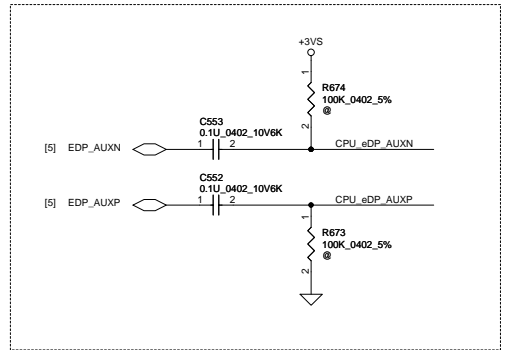 +3VS
1
R674
100K_0402_5%
@
2
C553
0.1U_0402_10V6K
[5] EDP_AUXN 1 2 CPU_eDP_AUXN
C552
0.1U_0402_10V6K
[5] EDP_AUXP 1 2 CPU_eDP_AUXP
1
R673
100K_0402_5%
@
2